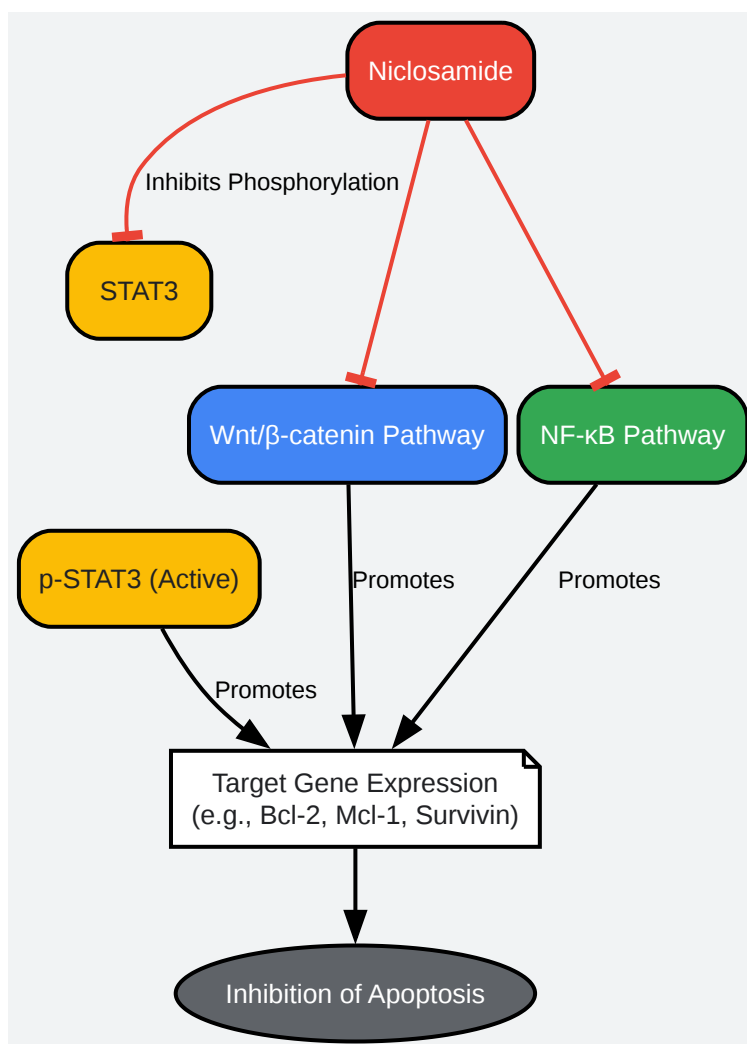 Niclosamide
Inhibits Phosphorylation
STAT3
Wnt/β-catenin Pathway
NF-κB Pathway
p-STAT3 (Active)
Promotes
Promotes
Promotes
Target Gene Expression
(e.g., Bcl-2, Mcl-1, Survivin)
Inhibition of Apoptosis